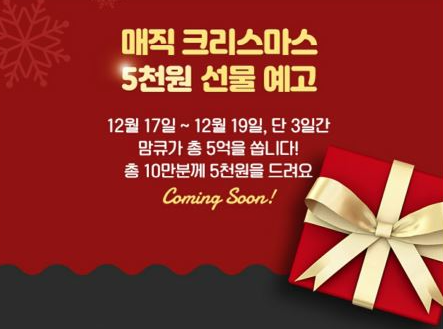 매직 크리스마스
5천원 선물 예고
12월 17일 ~ 12월 19일, 단 3일간
맘큐가 총 5억을 쏩니다!
총 10만분께 5천원을 드려요
Coming Soon!